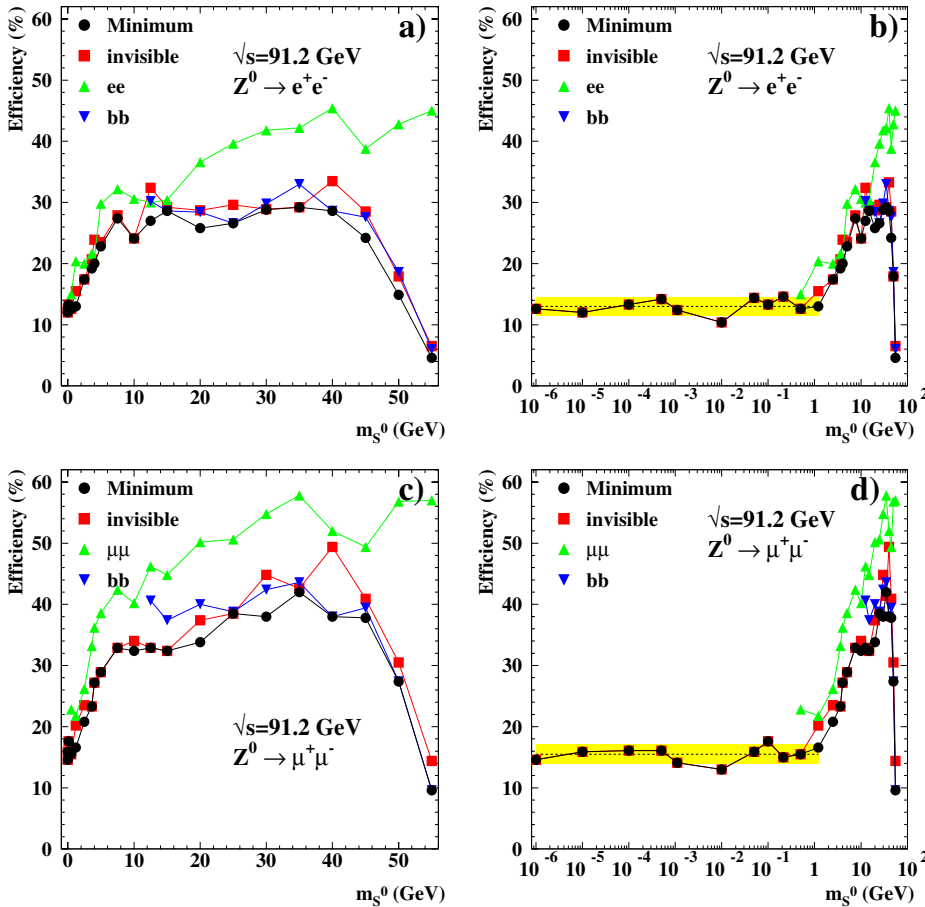 Efficiency (%)
60
50
40
30
20
10
0
Minimum
invisible
ee
bb
a)
√s=91.2 GeV
Z⁰ → e⁺e⁻
0 10 20 30 40 50
m_S⁰ (GeV)
Efficiency (%)
60
50
40
30
20
10
0
Minimum
invisible
ee
bb
b)
√s=91.2 GeV
Z⁰ → e⁺e⁻
10⁻⁶ 10⁻⁵ 10⁻⁴ 10⁻³ 10⁻² 10⁻¹ 1 10 10²
m_S⁰ (GeV)
Efficiency (%)
60
50
40
30
20
10
0
Minimum
invisible
μμ
bb
c)
√s=91.2 GeV
Z⁰ → μ⁺μ⁻
0 10 20 30 40 50
m_S⁰ (GeV)
Efficiency (%)
60
50
40
30
20
10
0
Minimum
invisible
μμ
bb
d)
√s=91.2 GeV
Z⁰ → μ⁺μ⁻
10⁻⁶ 10⁻⁵ 10⁻⁴ 10⁻³ 10⁻² 10⁻¹ 1 10 10²
m_S⁰ (GeV)